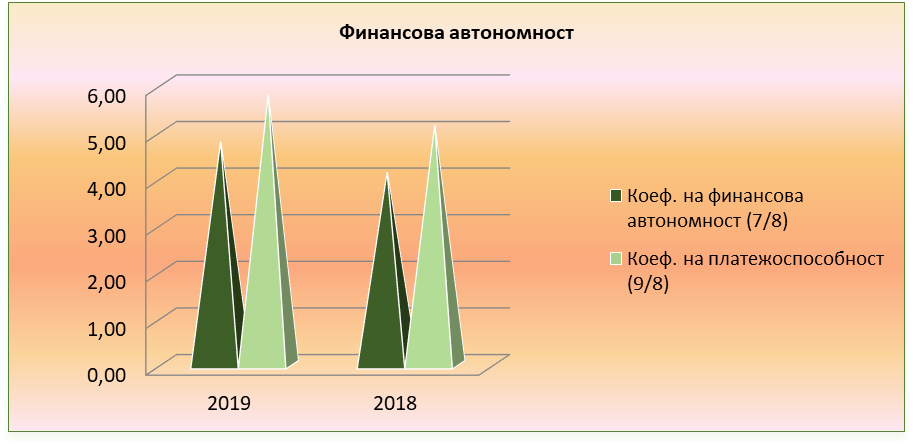 Финансова автономност
6,00
5,00
4,00
3,00
2,00
1,00
0,00
2019
2018
Коеф. на финансова
автономност (7/8)
Коеф. на платежоспособност
(9/8)